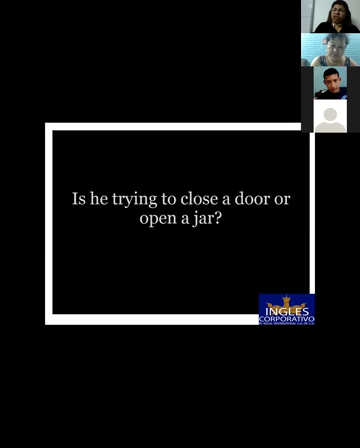 Is he trying to close a door or
open a jar?
INGLES
CORPORATIVO